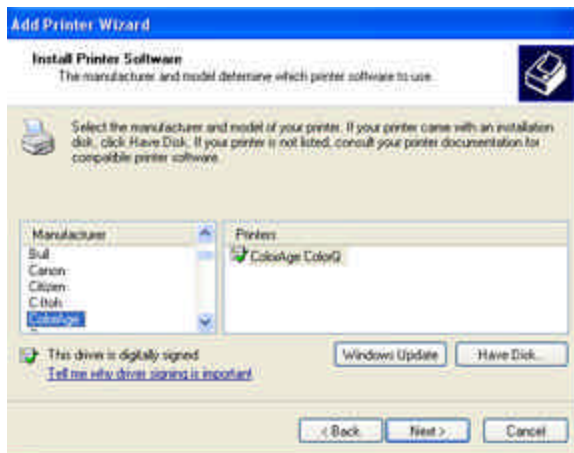 Add Printer Wizard
Install Printer Software
The manufacturer and model determine which printer software to use.
Select the manufacturer and model of your printer. If your printer came with an installation
disk, click Have Disk. If your printer is not listed, consult your printer documentation for
compatible printer software.
Manufacturer
Bull
Canon
Citizen
C.Itoh
ColorAge
Printers
ColorAge ColorQ
This driver is digitally signed
Tell me why driver signing is important
Windows Update
Have Disk...
< Back
Next >
Cancel